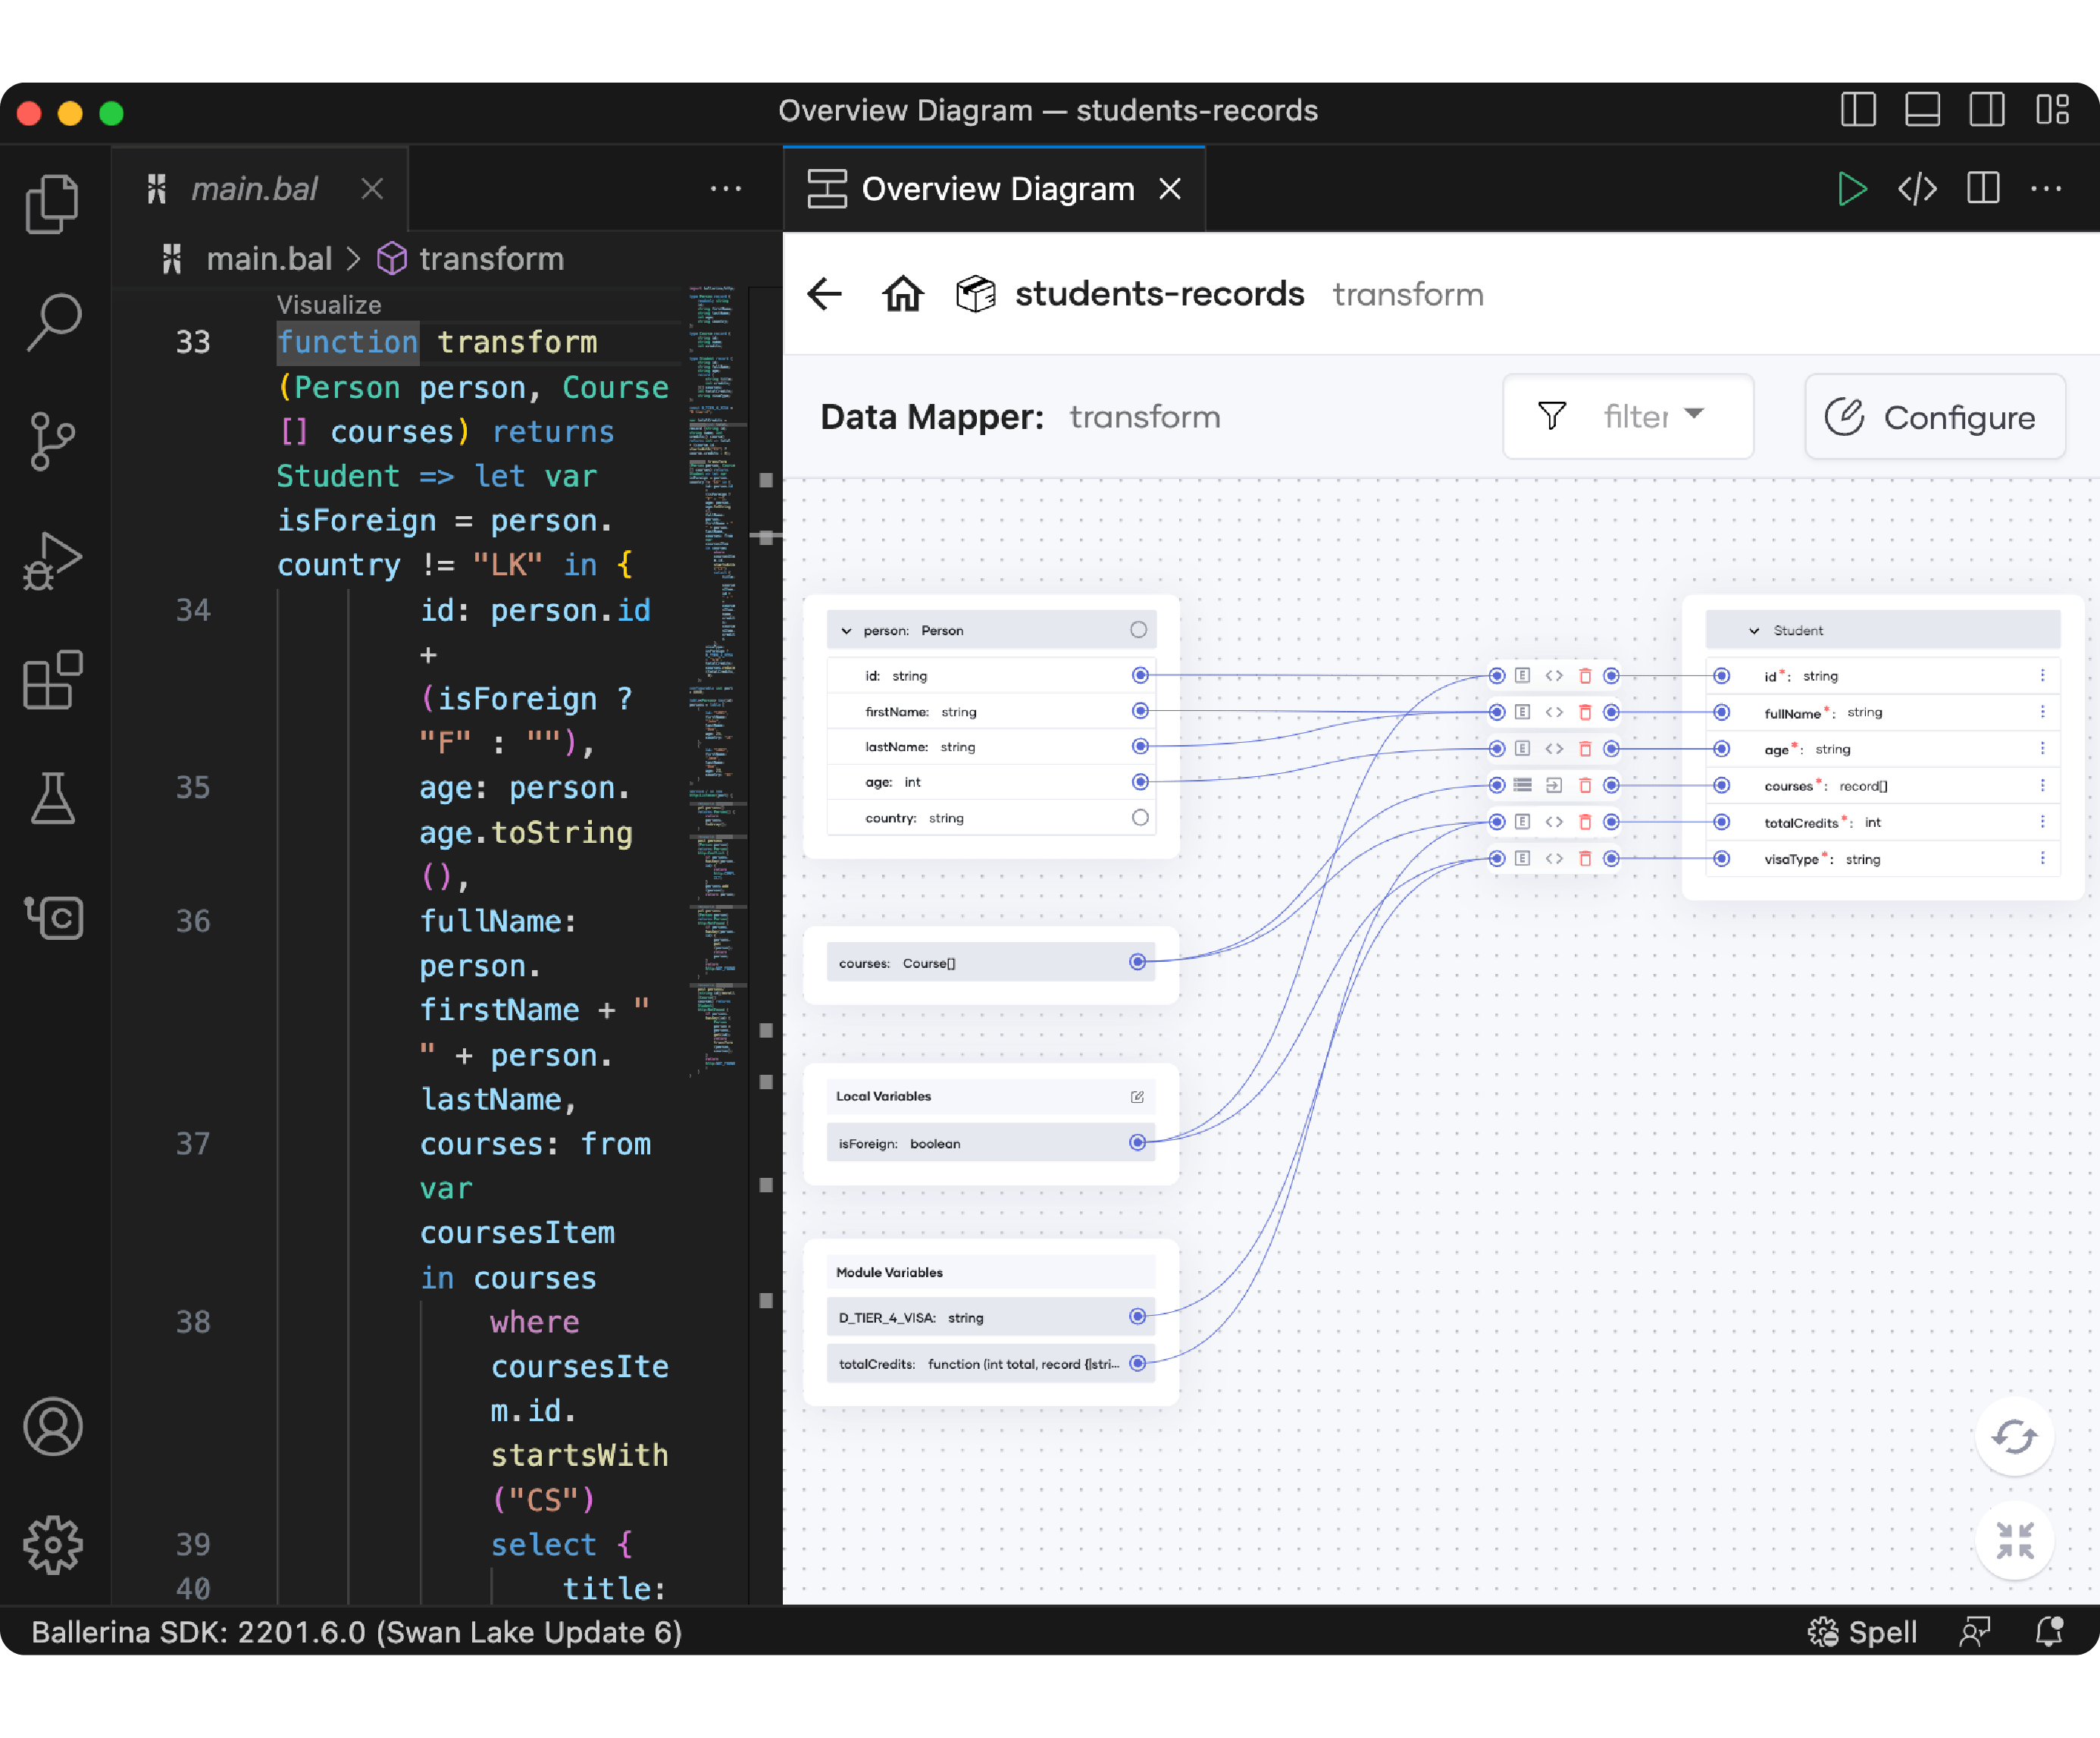 Overview Diagram — students-records
main.bal
Overview Diagram
main.bal > transform
Visualize
33 function transform
(Person person, Course
[] courses) returns
Student => let var
isForeign = person.
country != "LK" in {
34 id: person.id
+
(isForeign ?
"F" : ""),
35 age: person.
age.toString
(),
36 fullName:
person.
firstName + "
" + person.
lastName,
37 courses: from
var
coursesItem
in courses
38 where
coursesIte
m.id.
startsWith
("CS")
39 select {
40 title:
students-records transform
Data Mapper: transform
filter
Configure
person: Person
id: string
firstName: string
lastName: string
age: int
country: string
courses: Course[]
Local Variables
isForeign: boolean
Module Variables
D_TIER_4_VISA: string
totalCredits: function (int total, record {|stri...
E
E
E
E
E
Student
id*: string
fullName*: string
age*: string
courses*: record[]
totalCredits*: int
visaType*: string
Ballerina SDK: 2201.6.0 (Swan Lake Update 6)
Spell